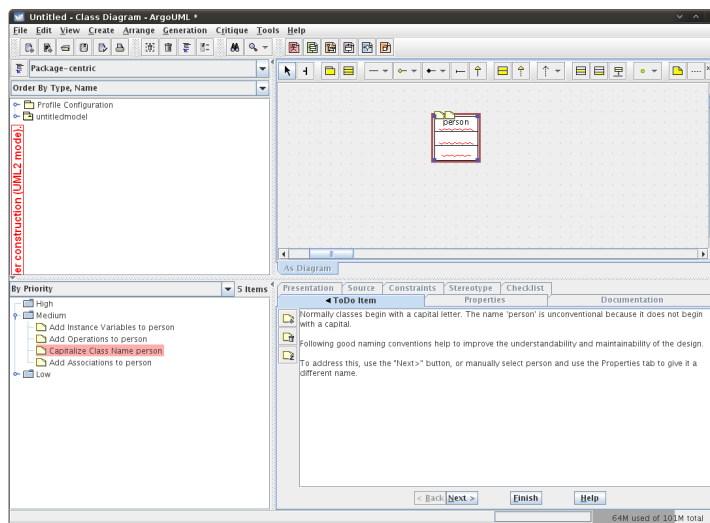 Untitled - Class Diagram - ArgoUML *
File Edit View Create Arrange Generation Critique Tools Help
Package-centric
Order By Type, Name
Profile Configuration
untitledmodel
er construction (UML2 mode).
person
As Diagram
By Priority 5 Items
High
Medium
Add Instance Variables to person
Add Operations to person
Capitalize Class Name person
Add Associations to person
Low
Presentation Source Constraints Stereotype Checklist
ToDo Item Properties Documentation
Normally classes begin with a capital letter. The name 'person' is unconventional because it does not begin
with a capital.
Following good naming conventions help to improve the understandability and maintainability of the design.
To address this, use the "Next>" button, or manually select person and use the Properties tab to give it a
different name.
< Back Next > Finish Help
64M used of 101M total